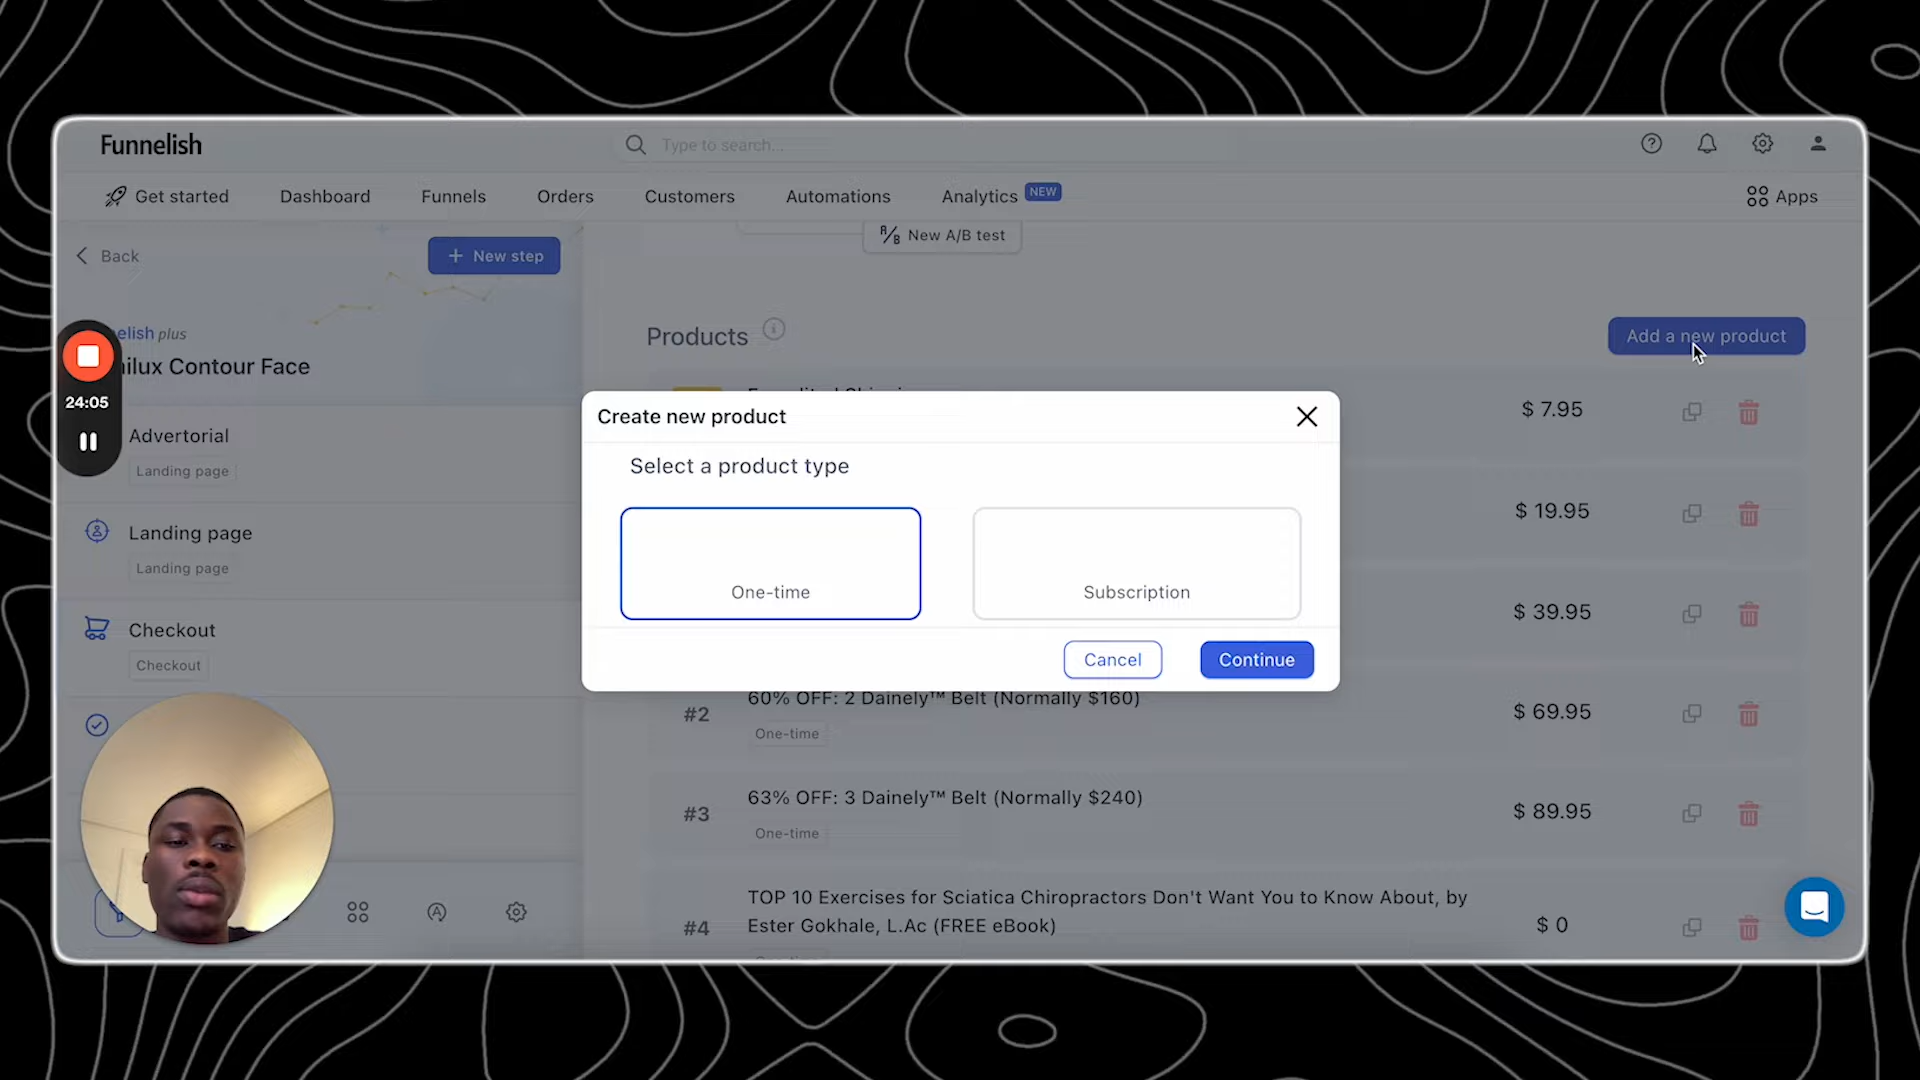 Funnelish
Type to search...
Get started
Dashboard
Funnels
Orders
Customers
Automations
Analytics
NEW
Apps
Back
+ New step
New A/B test
elish plus
ilux Contour Face
24:05
Advertorial
Landing page
Landing page
Landing page
Checkout
Checkout
Products
Add a new product
$ 7.95
$ 19.95
$ 39.95
Create new product
Select a product type
One-time
Subscription
Cancel
Continue
#2
60% OFF: 2 Dainely™ Belt (Normally $160)
One-time
$ 69.95
#3
63% OFF: 3 Dainely™ Belt (Normally $240)
One-time
$ 89.95
#4
TOP 10 Exercises for Sciatica Chiropractors Don't Want You to Know About, by
Ester Gokhale, L.Ac (FREE eBook)
$ 0